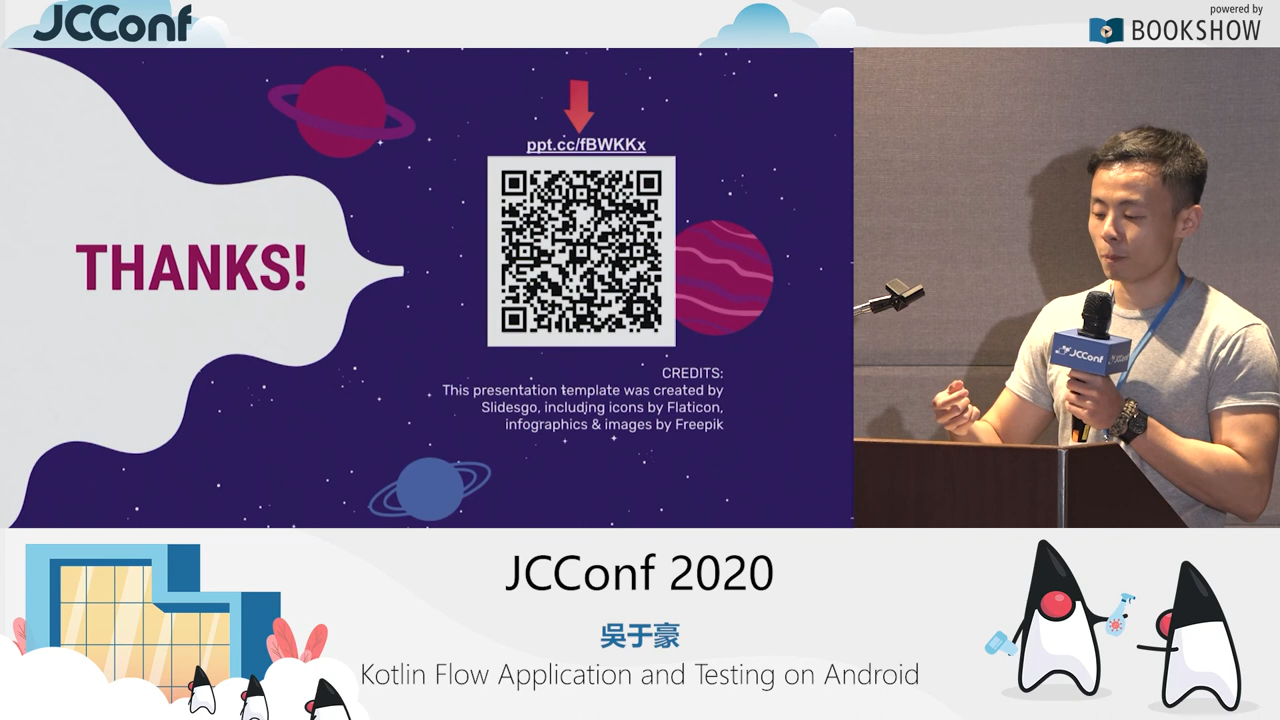 JCConf
powered by
BOOKSHOW
ppt.cc/fBWKKx
THANKS!
CREDITS:
This presentation template was created by
Slidesgo, including icons by Flaticon,
infographics & images by Freepik
JCConf
JCConf 2020
吳于豪
Kotlin Flow Application and Testing on Android